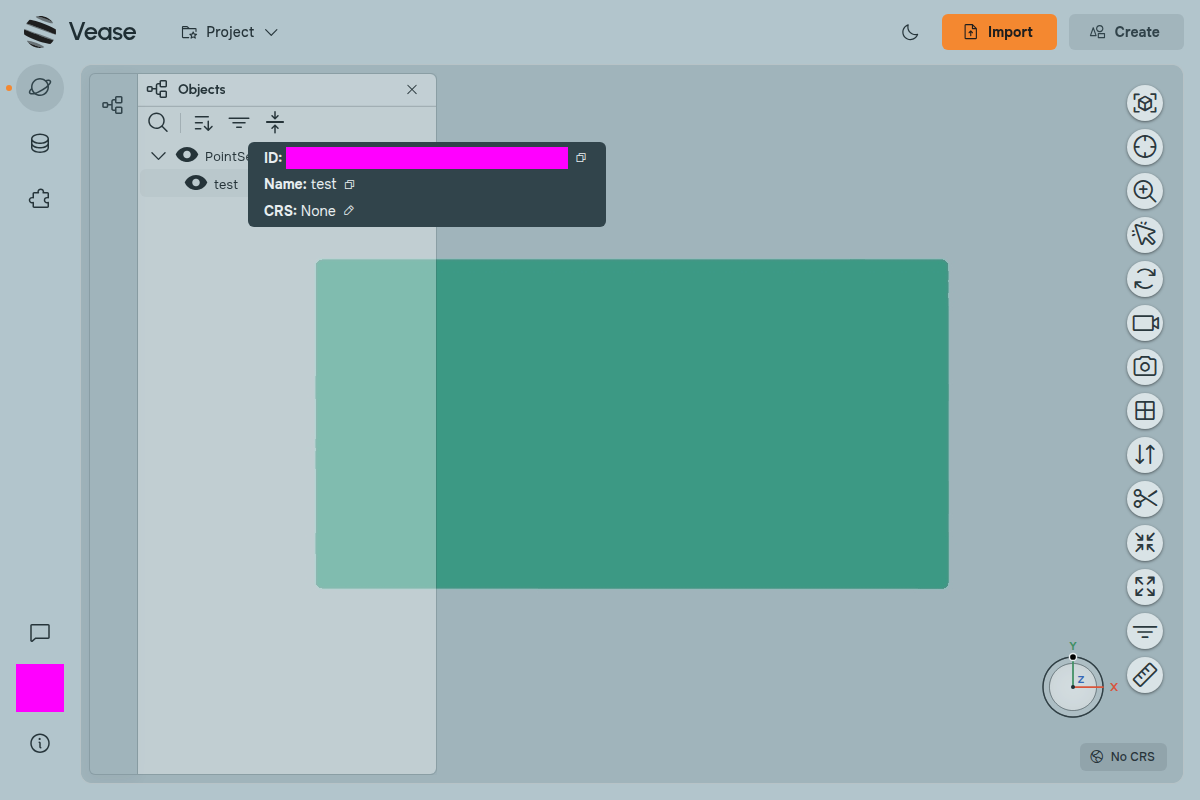 Vease
Project
Import
Create
Objects
PointSe
test
ID:
Name: test
CRS: None
Y
Z
X
No CRS